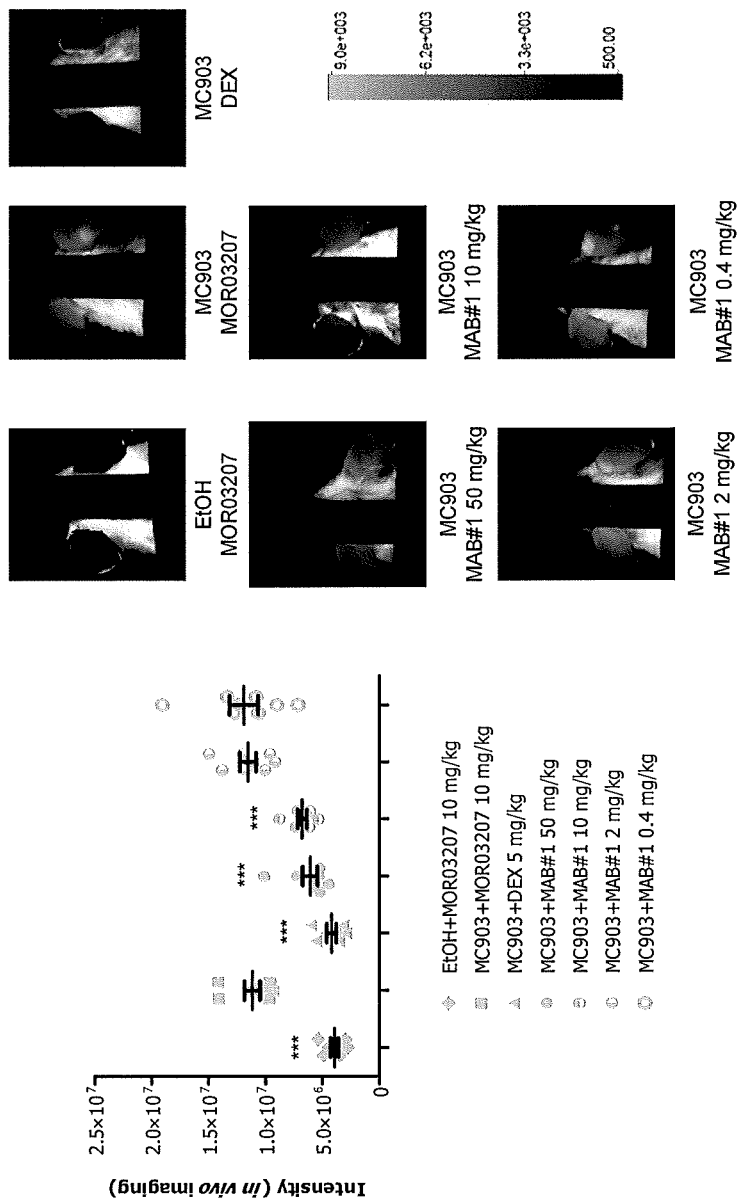 Intensity (in vivo imaging)
2.5×10⁷
2.0×10⁷
1.5×10⁷
1.0×10⁷
5.0×10⁶
0
***
***
***
***
EtOH+MOR03207 10 mg/kg
MC903+MOR03207 10 mg/kg
MC903+DEX 5 mg/kg
MC903+MAB#1 50 mg/kg
MC903+MAB#1 10 mg/kg
MC903+MAB#1 2 mg/kg
MC903+MAB#1 0.4 mg/kg
EtOH
MOR03207
MC903
MOR03207
MC903
DEX
MC903
MAB#1 50 mg/kg
MC903
MAB#1 10 mg/kg
9.0e+003
6.2e+003
3.3e+003
500.00
MC903
MAB#1 2 mg/kg
MC903
MAB#1 0.4 mg/kg